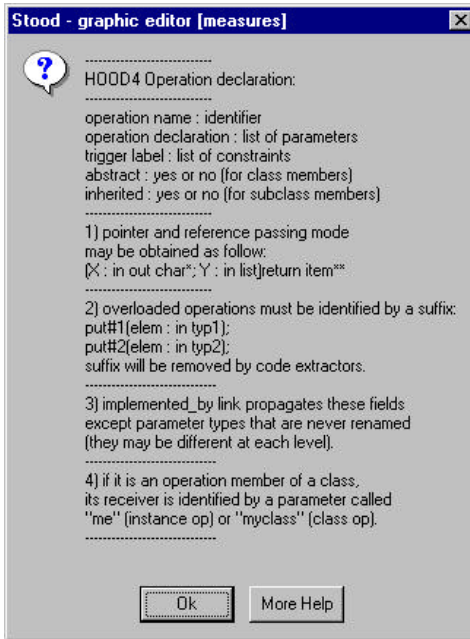 Stood - graphic editor [measures]
?
------------------------------
HOOD4 Operation declaration:
------------------------------
operation name : identifier
operation declaration : list of parameters
trigger label : list of constraints
abstract : yes or no (for class members)
inherited : yes or no (for subclass members)
------------------------------
1) pointer and reference passing mode
may be obtained as follow:
(X : in out char*; Y : in list)return item**
------------------------------
2) overloaded operations must be identified by a suffix:
put#1(elem : in typ1);
put#2(elem : in typ2);
suffix will be removed by code extractors.
-------------------------------
3) implemented_by link propagates these fields
except parameter types that are never renamed
(they may be different at each level).
-------------------------------
4) if it is an operation member of a class,
its receiver is identified by a parameter called
"me" (instance op) or "myclass" (class op).
-------------------------------
Ok
More Help